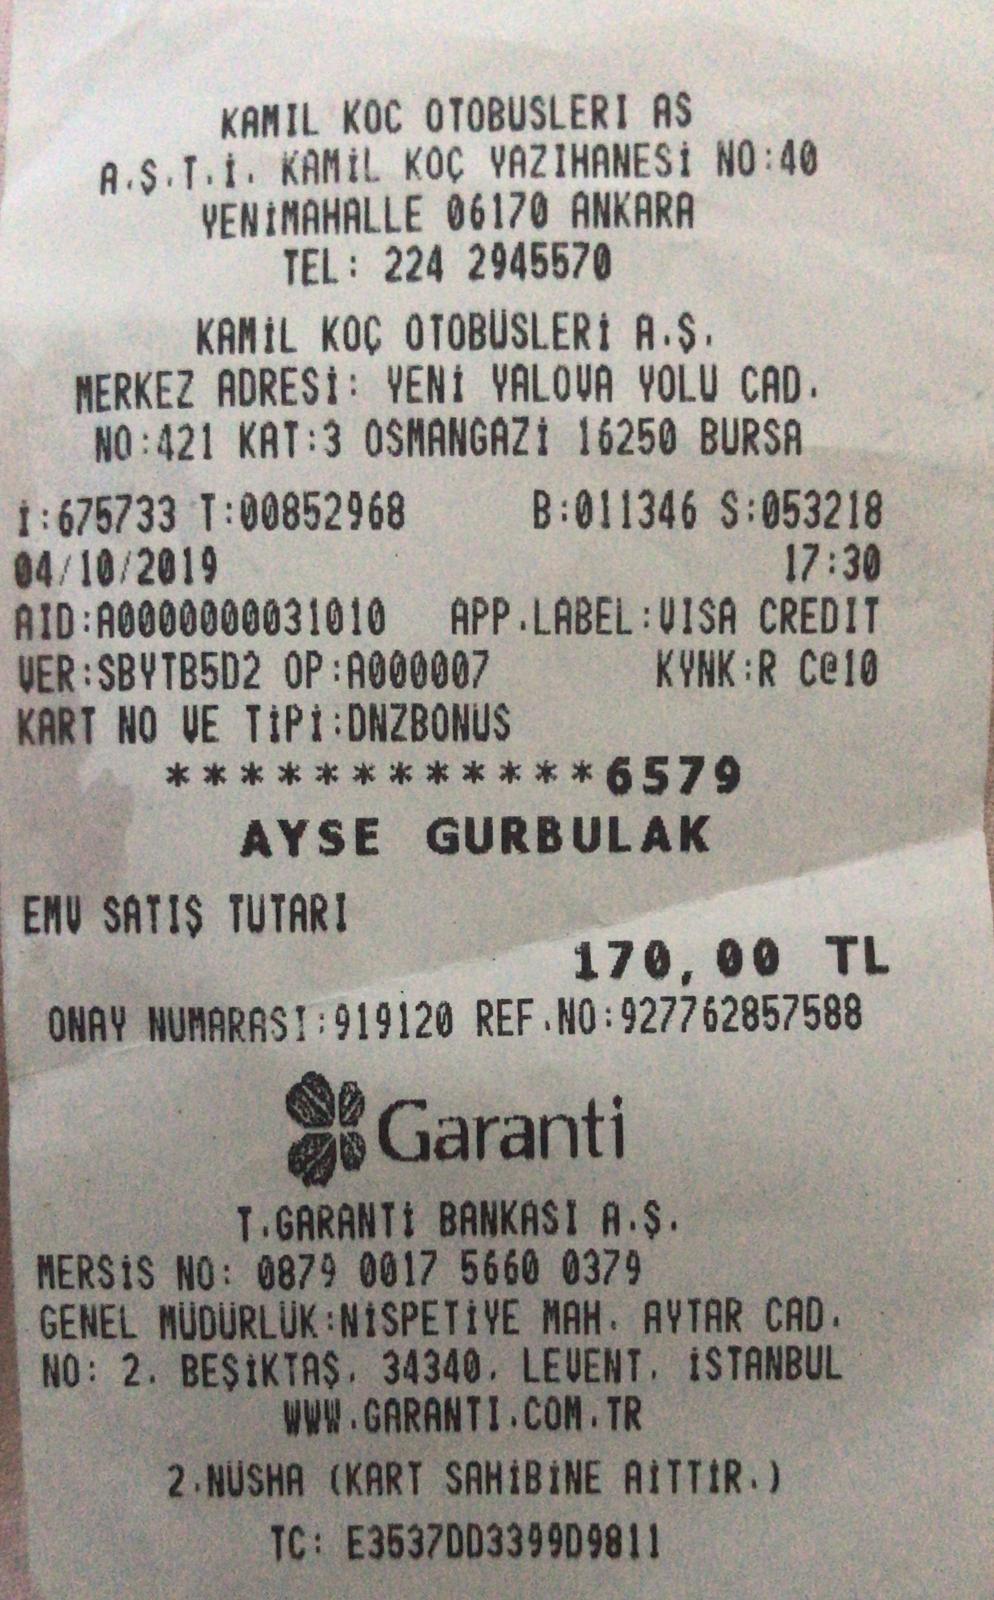 KAMIL KOC OTOBUSLERI AS
A.Ş.T.İ. KAMİL KOÇ YAZIHANESİ NO:40
YENİMAHALLE 06170 ANKARA
TEL: 224 2945570
KAMİL KOÇ OTOBÜSLERİ A.Ş.
MERKEZ ADRESİ: YENİ YALOVA YOLU CAD.
NO:421 KAT:3 OSMANGAZİ 16250 BURSA
İ:675733 T:00852968 B:011346 S:053218
04/10/2019 17:30
AID:A0000000031010 APP.LABEL:VISA CREDIT
VER:SBYTB5D2 OP:A000007 KYNK:R C@10
KART NO VE TİPİ:DNZBONUS
************6579
AYSE GURBULAK
EMV SATIŞ TUTARI
170,00 TL
ONAY NUMARASI:919120 REF.NO:927762857588
Garanti
T.GARANTİ BANKASI A.Ş.
MERSİS NO: 0879 0017 5660 0379
GENEL MÜDÜRLÜK:NİSPETİYE MAH. AYTAR CAD.
NO: 2. BEŞİKTAŞ. 34340. LEVENT. İSTANBUL
WWW.GARANTI.COM.TR
2.NÜSHA (KART SAHİBİNE AİTTİR.)
TC: E3537DD3399D9811